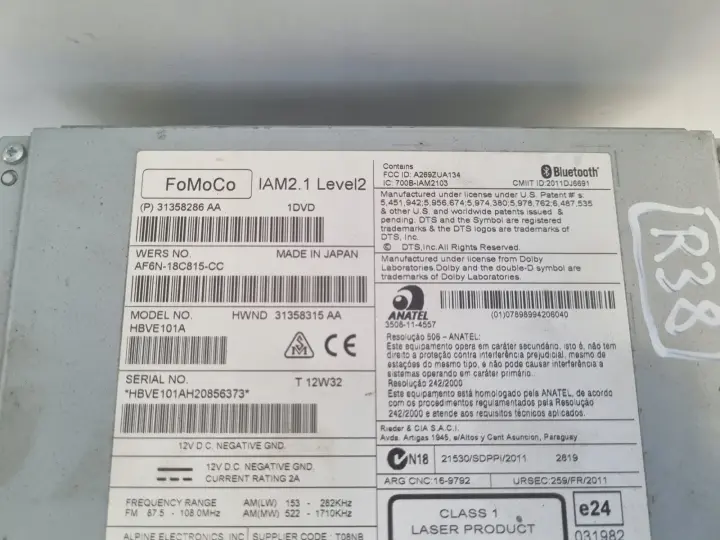 FoMoCo IAM2.1 Level2
(P) 31358286 AA 1DVD
WERS NO. MADE IN JAPAN
AF6N-18C815-CC
MODEL NO. HWND 31358315 AA
HBVE101A
CE
SERIAL NO. T 12W32
*HBVE101AH20856373*
12V D.C. NEGATIVE GND.
12V D.C. NEGATIVE GND.
CURRENT RATING 2A
FREQUENCY RANGE AM(LW) 153 - 282KHz
FM 87.5 - 108.0MHz AM(MW) 522 - 1710KHz
ALPINE ELECTRONICS, INC SUPPLIER CODE : T08NB
Contains
FCC ID: A269ZUA134 Bluetooth
IC: 700B-IAM2103 CMIIT ID:2011DJ6691
Manufactured under license under U.S. Patent #'s:
5,451,942;5,956,674;5,974,380;5,978,762;6,487,535
& other U.S. and worldwide patents issued &
pending. DTS and the Symbol are registered
trademarks & the DTS logos are trademarks of
DTS, Inc.
© DTS,Inc.All Rights Reserved.
Manufactured under license from Dolby
Laboratories.Dolby and the double-D symbol are
trademarks of Dolby Laboratories.
ANATEL
3508-11-4557 (01)07898994206040
Resolução 506 - ANATEL:
Este equipamento opera em caráter secundário, isto é, não tem
direito a proteção contra interferência prejudicial, mesmo de
estações do mesmo tipo, e não pode causar interferência a
sistemas operando em caráter primário.
Resolução 242/2000
Este equipamento está homologado pela ANATEL, de acordo
com os procedimentos regulamentados pela Resolução
242/2000 e atende aos requisitos técnicos aplicados.
Rieder & CIA S.A.C.I.
Avds. Artigas 1945, e/Altos y Cent Asuncion, Paraguay
N18 21530/SDPPI/2011 2819
ARG CNC:16-9792 URSEC:259/FR/2011
CLASS 1
LASER PRODUCT
e24
031982
R38